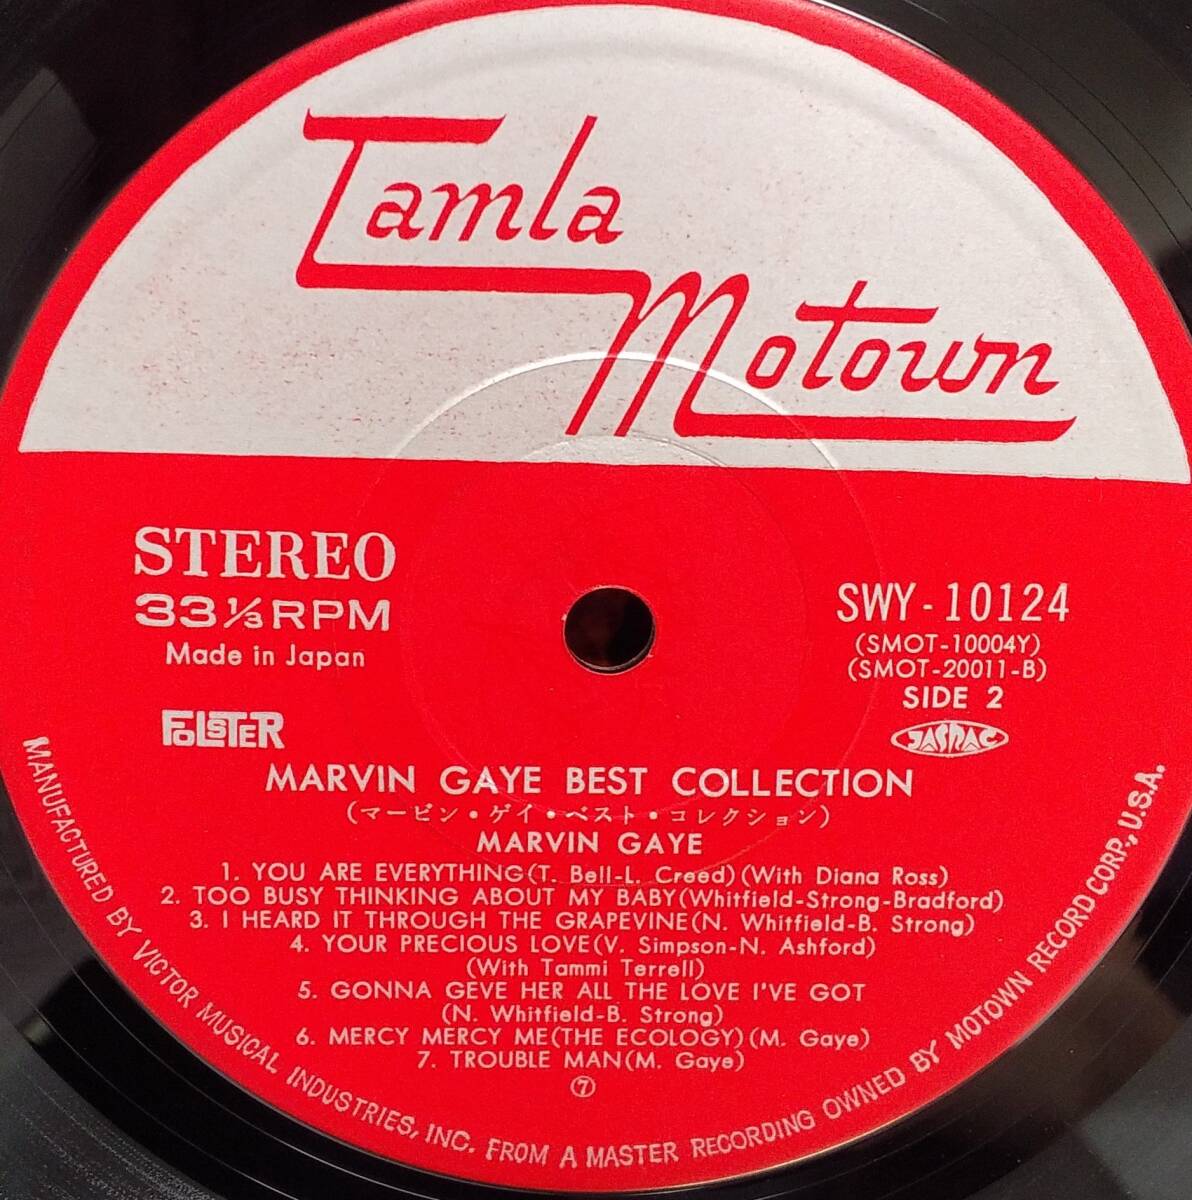 Tamla
Motown
STEREO
33 1/3 RPM
Made in Japan
SWY-10124
(SMOT-10004Y)
(SMOT-20011-B)
SIDE 2
FOLSTER
JASRAC
MARVIN GAYE BEST COLLECTION
(マービン・ゲイ・ベスト・コレクション)
MARVIN GAYE
1. YOU ARE EVERYTHING(T. Bell-L. Creed)(With Diana Ross)
2. TOO BUSY THINKING ABOUT MY BABY(Whitfield-Strong-Bradford)
3. I HEARD IT THROUGH THE GRAPEVINE(N. Whitfield-B. Strong)
4. YOUR PRECIOUS LOVE(V. Simpson-N. Ashford)
(With Tammi Terrell)
5. GONNA GEVE HER ALL THE LOVE I'VE GOT
(N. Whitfield-B. Strong)
6. MERCY MERCY ME(THE ECOLOGY)(M. Gaye)
7. TROUBLE MAN(M. Gaye)
⑦
MANUFACTURED BY VICTOR MUSICAL INDUSTRIES, INC. FROM A MASTER RECORDING OWNED BY MOTOWN RECORD CORP., U.S.A.